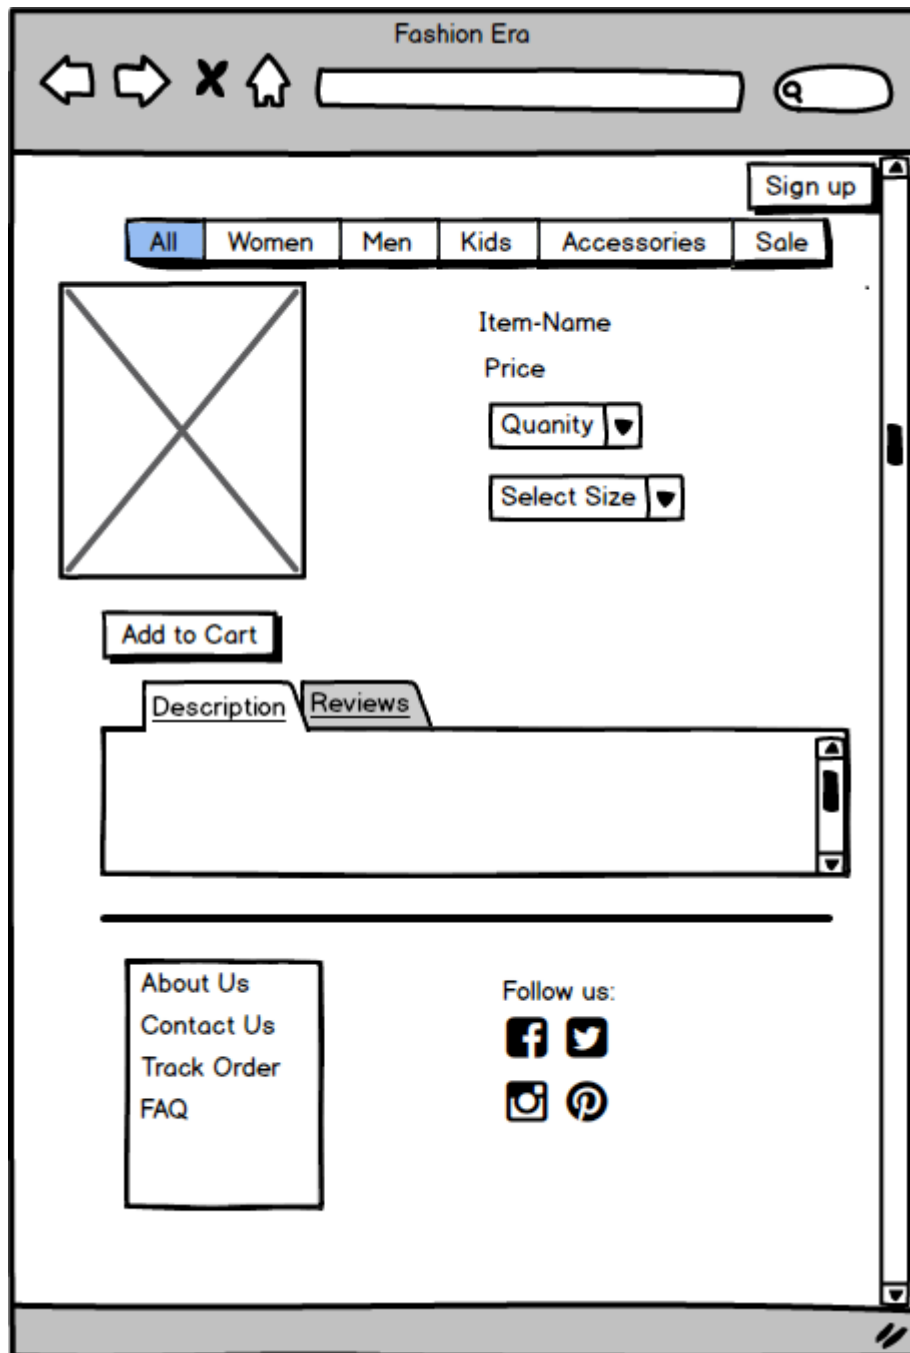 Fashion Era
Sign up
All Women Men Kids Accessories Sale
Item-Name
Price
Quanity
Select Size
Add to Cart
Description Reviews
About Us
Contact Us
Track Order
FAQ
Follow us: